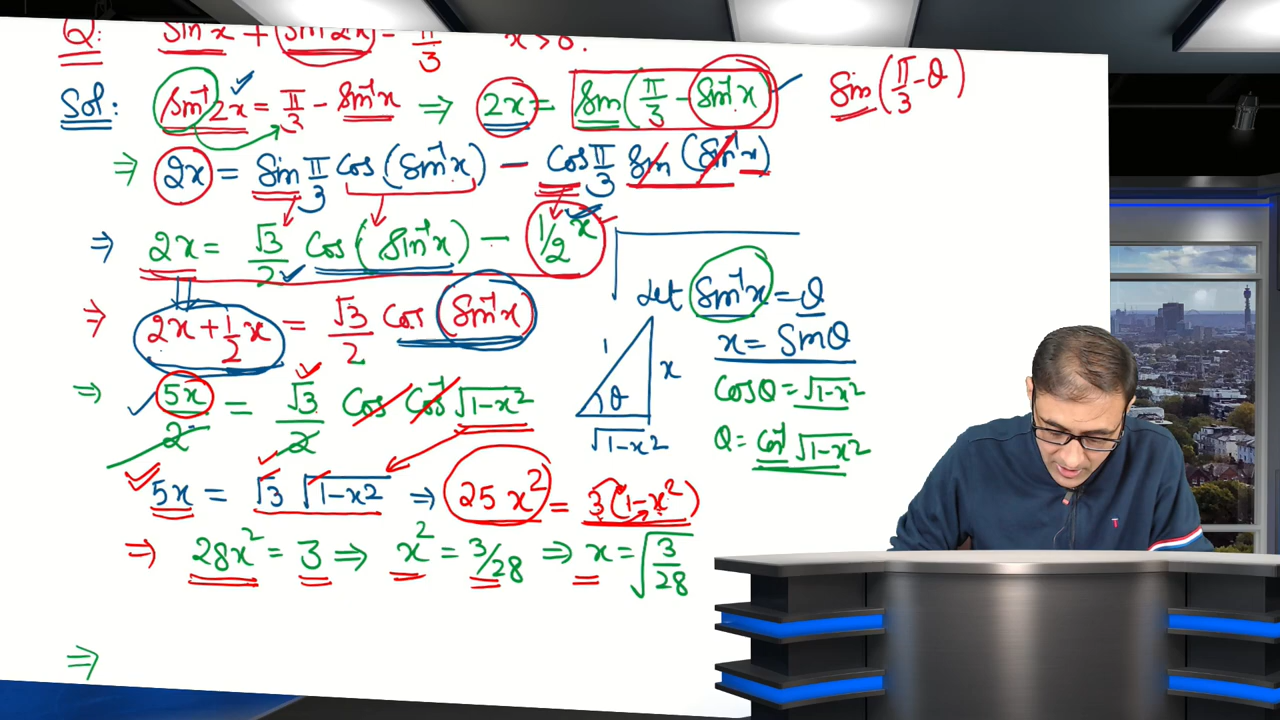 Q: Sin⁻¹x + Sin⁻¹2x = π/3 x > 0.
Sol: Sin⁻¹2x = π/3 - Sin⁻¹x ⇒ 2x = Sin(π/3 - Sin⁻¹x) Sin(π/3 - θ)
⇒ 2x = Sin π/3 Cos(Sin⁻¹x) - Cos π/3 Sin(Sin⁻¹x)
⇒ 2x = √3/2 Cos(Sin⁻¹x) - 1/2 x
⇒ 2x + 1/2 x = √3/2 Cos(Sin⁻¹x)
⇒ 5x/2 = √3/2 Cos Cos⁻¹ √1-x²
5x = √3 √1-x² ⇒ 25x² = 3(1-x²)
⇒ 28x² = 3 ⇒ x² = 3/28 ⇒ x = √3/28
⇒
Let Sin⁻¹x = θ
x = Sinθ
Cosθ = √1-x²
θ = Cos⁻¹ √1-x²
1
x
θ
√1-x²
T